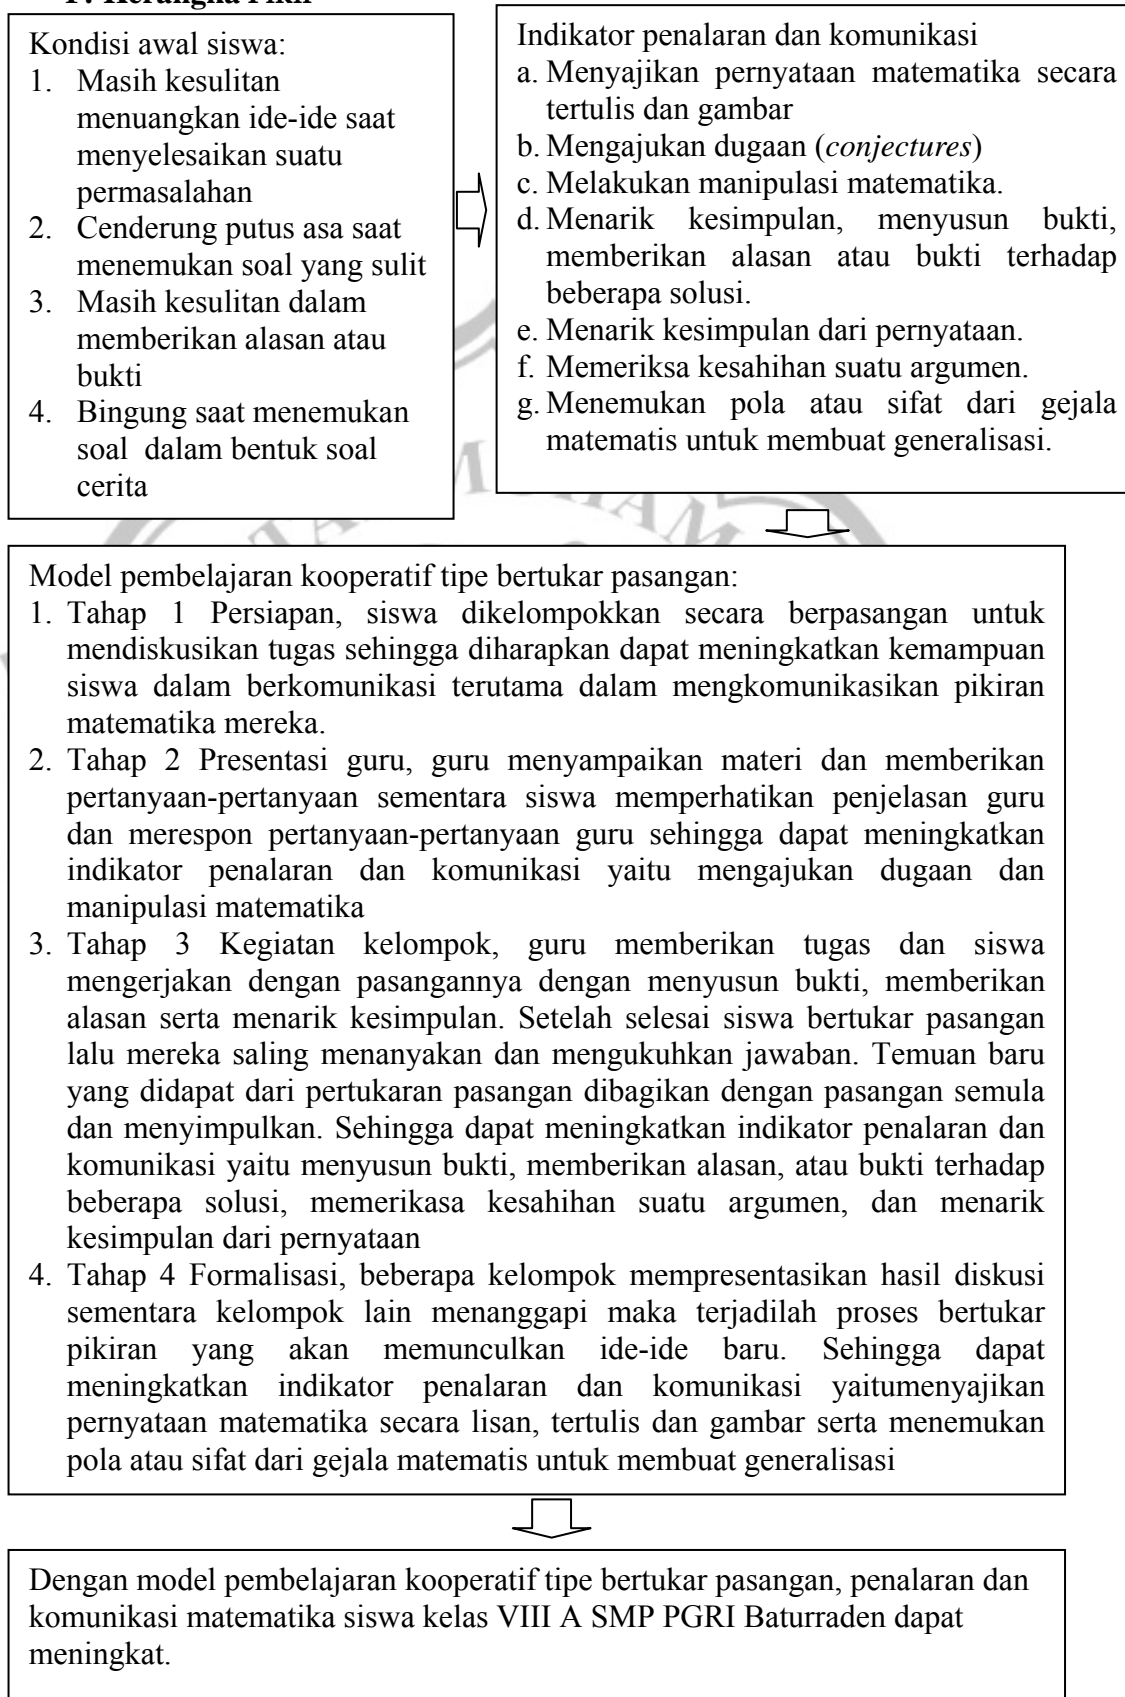 F. Kerangka Pikir
Kondisi awal siswa:
1. Masih kesulitan
menuangkan ide-ide saat
menyelesaikan suatu
permasalahan
2. Cenderung putus asa saat
menemukan soal yang sulit
3. Masih kesulitan dalam
memberikan alasan atau
bukti
4. Bingung saat menemukan
soal dalam bentuk soal
cerita
Indikator penalaran dan komunikasi
a. Menyajikan pernyataan matematika secara
tertulis dan gambar
b. Mengajukan dugaan (conjectures)
c. Melakukan manipulasi matematika.
d. Menarik kesimpulan, menyusun bukti,
memberikan alasan atau bukti terhadap
beberapa solusi.
e. Menarik kesimpulan dari pernyataan.
f. Memeriksa kesahihan suatu argumen.
g. Menemukan pola atau sifat dari gejala
matematis untuk membuat generalisasi.
Model pembelajaran kooperatif tipe bertukar pasangan:
1. Tahap 1 Persiapan, siswa dikelompokkan secara berpasangan untuk
mendiskusikan tugas sehingga diharapkan dapat meningkatkan kemampuan
siswa dalam berkomunikasi terutama dalam mengkomunikasikan pikiran
matematika mereka.
2. Tahap 2 Presentasi guru, guru menyampaikan materi dan memberikan
pertanyaan-pertanyaan sementara siswa memperhatikan penjelasan guru
dan merespon pertanyaan-pertanyaan guru sehingga dapat meningkatkan
indikator penalaran dan komunikasi yaitu mengajukan dugaan dan
manipulasi matematika
3. Tahap 3 Kegiatan kelompok, guru memberikan tugas dan siswa
mengerjakan dengan pasangannya dengan menyusun bukti, memberikan
alasan serta menarik kesimpulan. Setelah selesai siswa bertukar pasangan
lalu mereka saling menanyakan dan mengukuhkan jawaban. Temuan baru
yang didapat dari pertukaran pasangan dibagikan dengan pasangan semula
dan menyimpulkan. Sehingga dapat meningkatkan indikator penalaran dan
komunikasi yaitu menyusun bukti, memberikan alasan, atau bukti terhadap
beberapa solusi, memerikasa kesahihan suatu argumen, dan menarik
kesimpulan dari pernyataan
4. Tahap 4 Formalisasi, beberapa kelompok mempresentasikan hasil diskusi
sementara kelompok lain menanggapi maka terjadilah proses bertukar
pikiran yang akan memunculkan ide-ide baru. Sehingga dapat
meningkatkan indikator penalaran dan komunikasi yaitumenyajikan
pernyataan matematika secara lisan, tertulis dan gambar serta menemukan
pola atau sifat dari gejala matematis untuk membuat generalisasi
Dengan model pembelajaran kooperatif tipe bertukar pasangan, penalaran dan
komunikasi matematika siswa kelas VIII A SMP PGRI Baturraden dapat
meningkat.